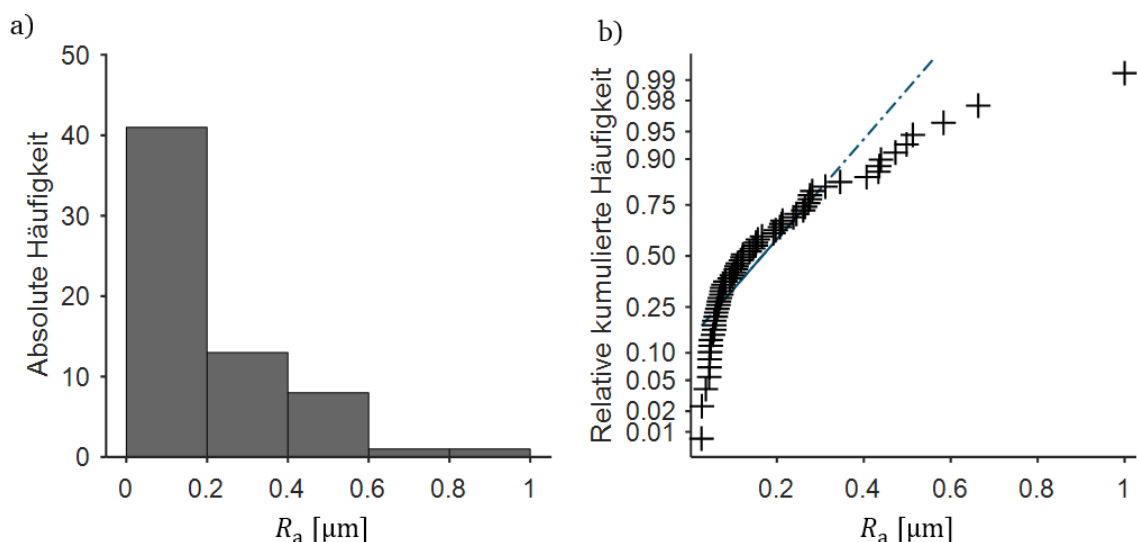 a)
Absolute Häufigkeit
50
40
30
20
10
0
0 0.2 0.4 0.6 0.8 1
Rₐ [µm]
b)
Relative kumulierte Häufigkeit
0.99
0.98
0.95
0.90
0.75
0.50
0.25
0.10
0.05
0.02
0.01
0.2 0.4 0.6 0.8 1
Rₐ [µm]